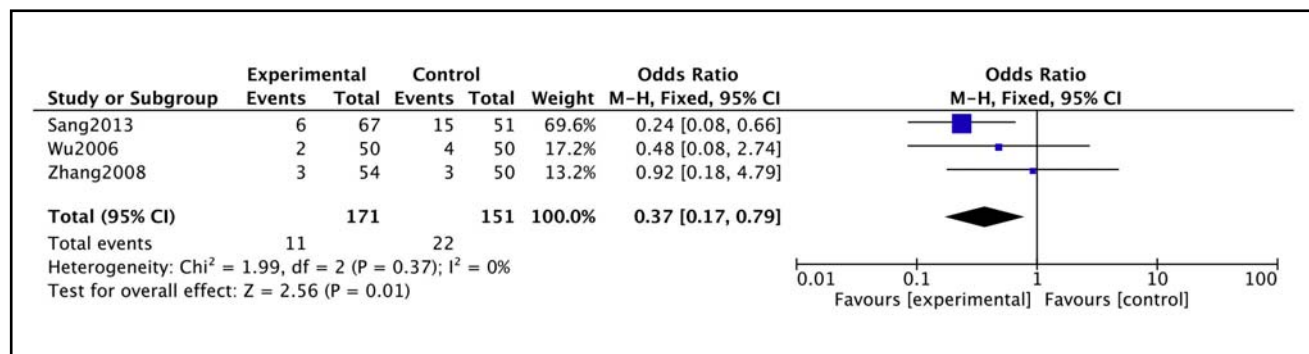 Experimental Control Odds Ratio Odds Ratio
Study or Subgroup Events Total Events Total Weight M-H, Fixed, 95% CI M-H, Fixed, 95% CI
Sang2013 6 67 15 51 69.6% 0.24 [0.08, 0.66]
Wu2006 2 50 4 50 17.2% 0.48 [0.08, 2.74]
Zhang2008 3 54 3 50 13.2% 0.92 [0.18, 4.79]
Total (95% CI) 171 151 100.0% 0.37 [0.17, 0.79]
Total events 11 22
Heterogeneity: Chi² = 1.99, df = 2 (P = 0.37); I² = 0%
Test for overall effect: Z = 2.56 (P = 0.01)
0.01 0.1 1 10 100
Favours [experimental] Favours [control]